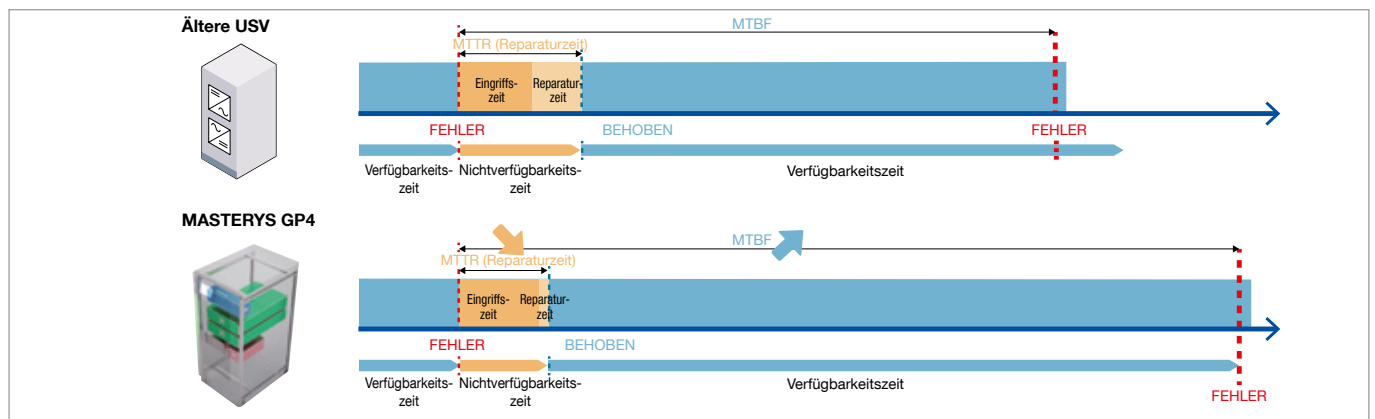 Ältere USV
MTBF
MTTR (Reparaturzeit)
Eingriffs-
zeit
Reparatur-
zeit
FEHLER
BEHOBEN
FEHLER
Verfügbarkeits-
zeit
Nichtverfügbarkeits-
zeit
Verfügbarkeitszeit
MASTERYS GP4
MTBF
MTTR (Reparaturzeit)
Eingriffs-
zeit
Reparatur-
zeit
FEHLER
BEHOBEN
Verfügbarkeits-
zeit
Nichtverfügbarkeits-
zeit
Verfügbarkeitszeit
FEHLER